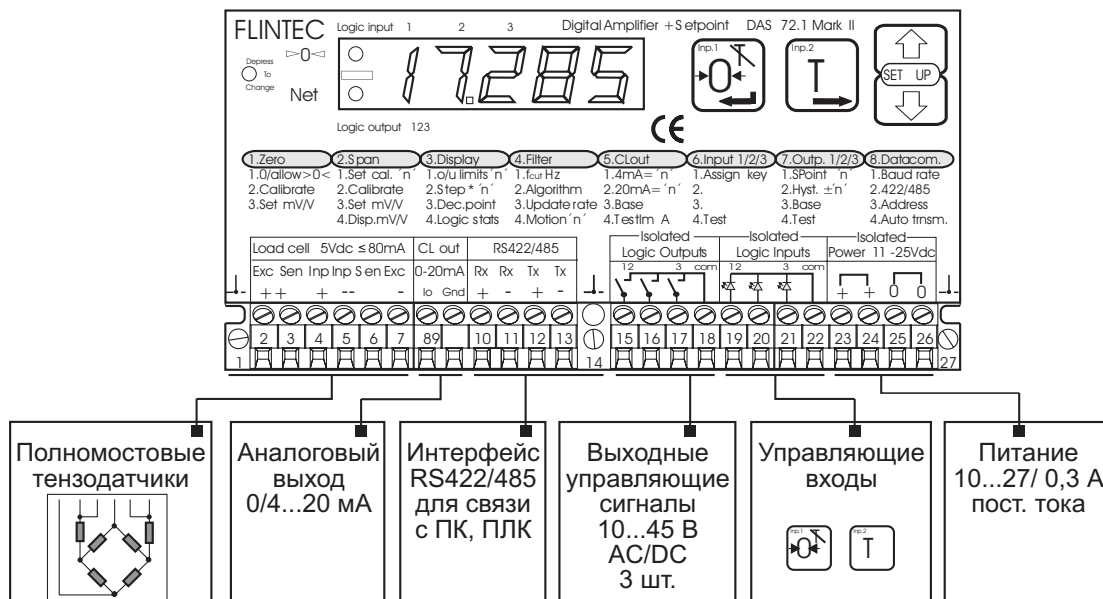 FLINTEC Logic input 1 2 3 Digital Amplifier + Setpoint DAS 72.1 Mark II
>0<
Depress
To
Change
Net
17.285
Inp.1
0 T
Inp.2
T
SET UP
Logic output 123
CE
1.Zero 2.Span 3.Display 4.Filter 5.CLout 6.Input 1/2/3 7.Outp. 1/2/3 8.Datacom.
1.0/allow>0< 1.Set cal. ´n´ 1.o/u limits´n´ 1.fcut Hz 1.4mA=´n´ 1.Assign key 1.SPoint ´n´ 1.Baud rate
2.Calibrate 2.Calibrate 2.Step * ´n´ 2.Algorithm 2.20mA=´n´ 2. 2.Hyst. ±´n´ 2.422/485
3.Set mV/V 3.Set mV/V 3.Dec.point 3.Update rate 3.Base 3. 3.Base 3.Address
4.Disp.mV/V 4.Logic stats 4.Motion´n´ 4.Testlm A 4.Test 4.Test 4.Auto trnsm.
Load cell 5Vdc ≤80mA CL out RS422/485 Isolated Logic Outputs Isolated Logic Inputs Isolated Power 11-25Vdc
Exc Sen Inp Inp Sen Exc 0-20mA Rx Rx Tx Tx 12 3 com 12 3 com
+ + + - - - Io Gnd + - + - + + 0 0
2 3 4 5 6 7 89 10 11 12 13 15 16 17 18 19 20 21 22 23 24 25 26
1 14 27
Полномостовые
тензодатчики
Аналоговый
выход
0/4...20 мА
Интерфейс
RS422/485
для связи
с ПК, ПЛК
Выходные
управляющие
сигналы
10...45 В
AC/DC
3 шт.
Управляющие
входы
Inp.1
0 T
Inp.2
T
Питание
10...27/ 0,3 А
пост. тока